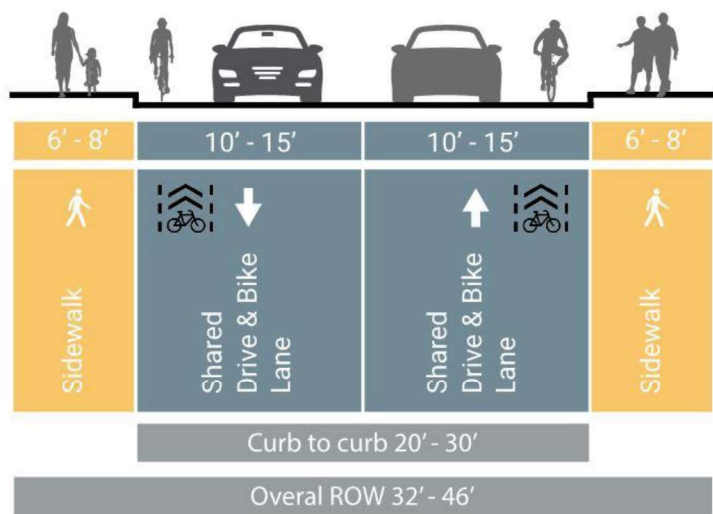 6' - 8'
10' - 15'
10' - 15'
6' - 8'
Sidewalk
Shared
Drive & Bike
Lane
Shared
Drive & Bike
Lane
Sidewalk
Curb to curb 20' - 30'
Overal ROW 32' - 46'